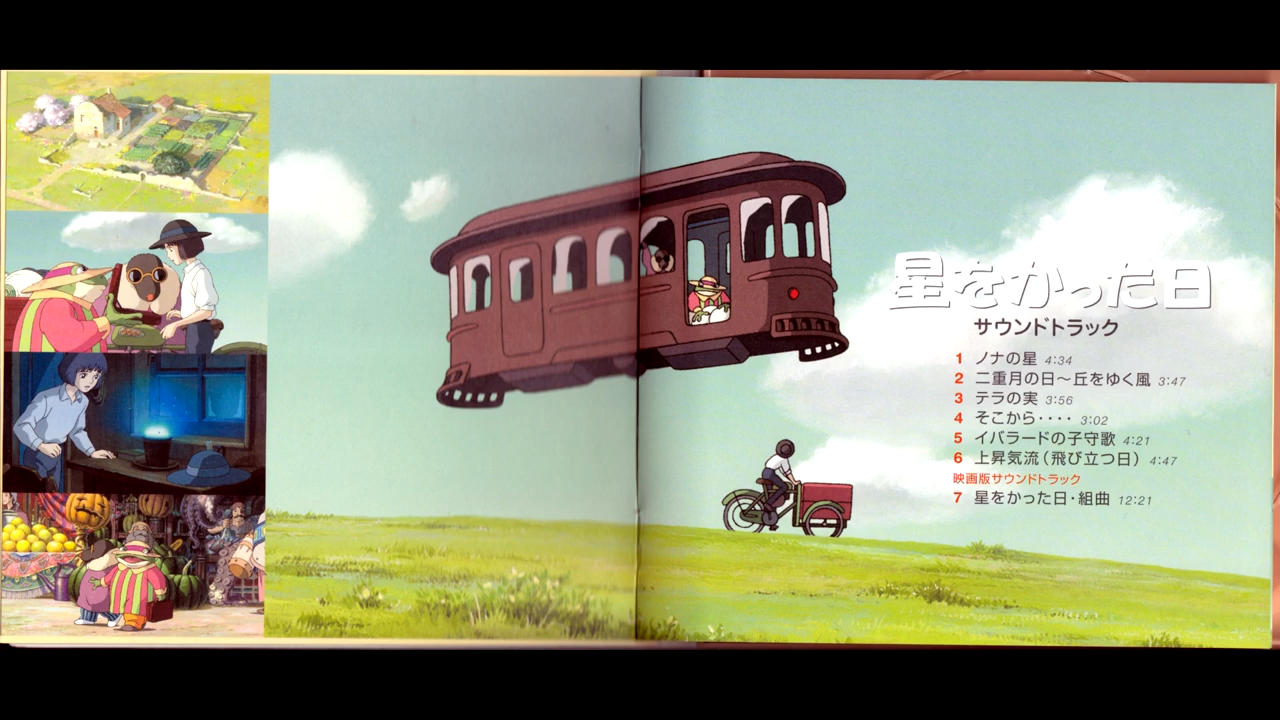 星をかった日
サウンドトラック
1 ノナの星 4:34
2 二重月の日〜丘をゆく風 3:47
3 テラの実 3:56
4 そこから‥‥ 3:02
5 イバラードの子守歌 4:21
6 上昇気流(飛び立つ日) 4:47
映画版サウンドトラック
7 星をかった日・組曲 12:21